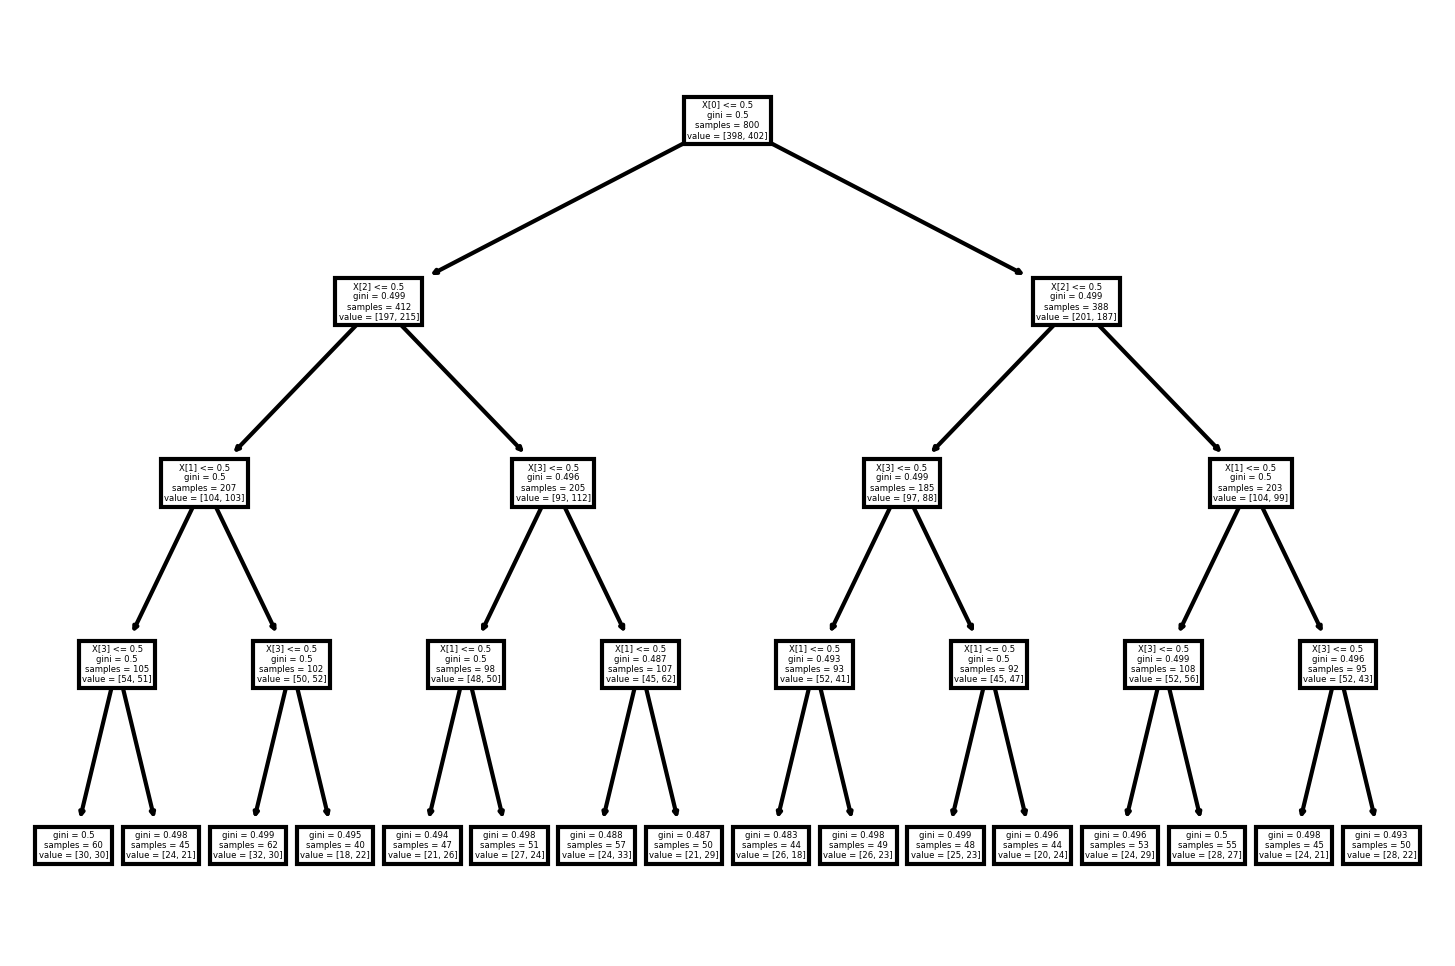 X[0] <= 0.5
gini = 0.5
samples = 800
value = [398, 402]
X[2] <= 0.5
gini = 0.499
samples = 412
value = [197, 215]
X[2] <= 0.5
gini = 0.499
samples = 388
value = [201, 187]
X[1] <= 0.5
gini = 0.5
samples = 207
value = [104, 103]
X[3] <= 0.5
gini = 0.496
samples = 205
value = [93, 112]
X[3] <= 0.5
gini = 0.499
samples = 185
value = [97, 88]
X[1] <= 0.5
gini = 0.5
samples = 203
value = [104, 99]
X[3] <= 0.5
gini = 0.5
samples = 105
value = [54, 51]
X[3] <= 0.5
gini = 0.5
samples = 102
value = [50, 52]
X[1] <= 0.5
gini = 0.5
samples = 98
value = [48, 50]
X[1] <= 0.5
gini = 0.487
samples = 107
value = [45, 62]
X[1] <= 0.5
gini = 0.493
samples = 93
value = [52, 41]
X[1] <= 0.5
gini = 0.5
samples = 92
value = [45, 47]
X[3] <= 0.5
gini = 0.499
samples = 108
value = [52, 56]
X[3] <= 0.5
gini = 0.496
samples = 95
value = [52, 43]
gini = 0.5
samples = 60
value = [30, 30]
gini = 0.498
samples = 45
value = [24, 21]
gini = 0.499
samples = 62
value = [32, 30]
gini = 0.495
samples = 40
value = [18, 22]
gini = 0.494
samples = 47
value = [21, 26]
gini = 0.498
samples = 51
value = [27, 24]
gini = 0.488
samples = 57
value = [24, 33]
gini = 0.487
samples = 50
value = [21, 29]
gini = 0.483
samples = 44
value = [26, 18]
gini = 0.498
samples = 49
value = [26, 23]
gini = 0.499
samples = 48
value = [25, 23]
gini = 0.496
samples = 44
value = [20, 24]
gini = 0.496
samples = 53
value = [24, 29]
gini = 0.5
samples = 55
value = [28, 27]
gini = 0.498
samples = 45
value = [24, 21]
gini = 0.493
samples = 50
value = [28, 22]